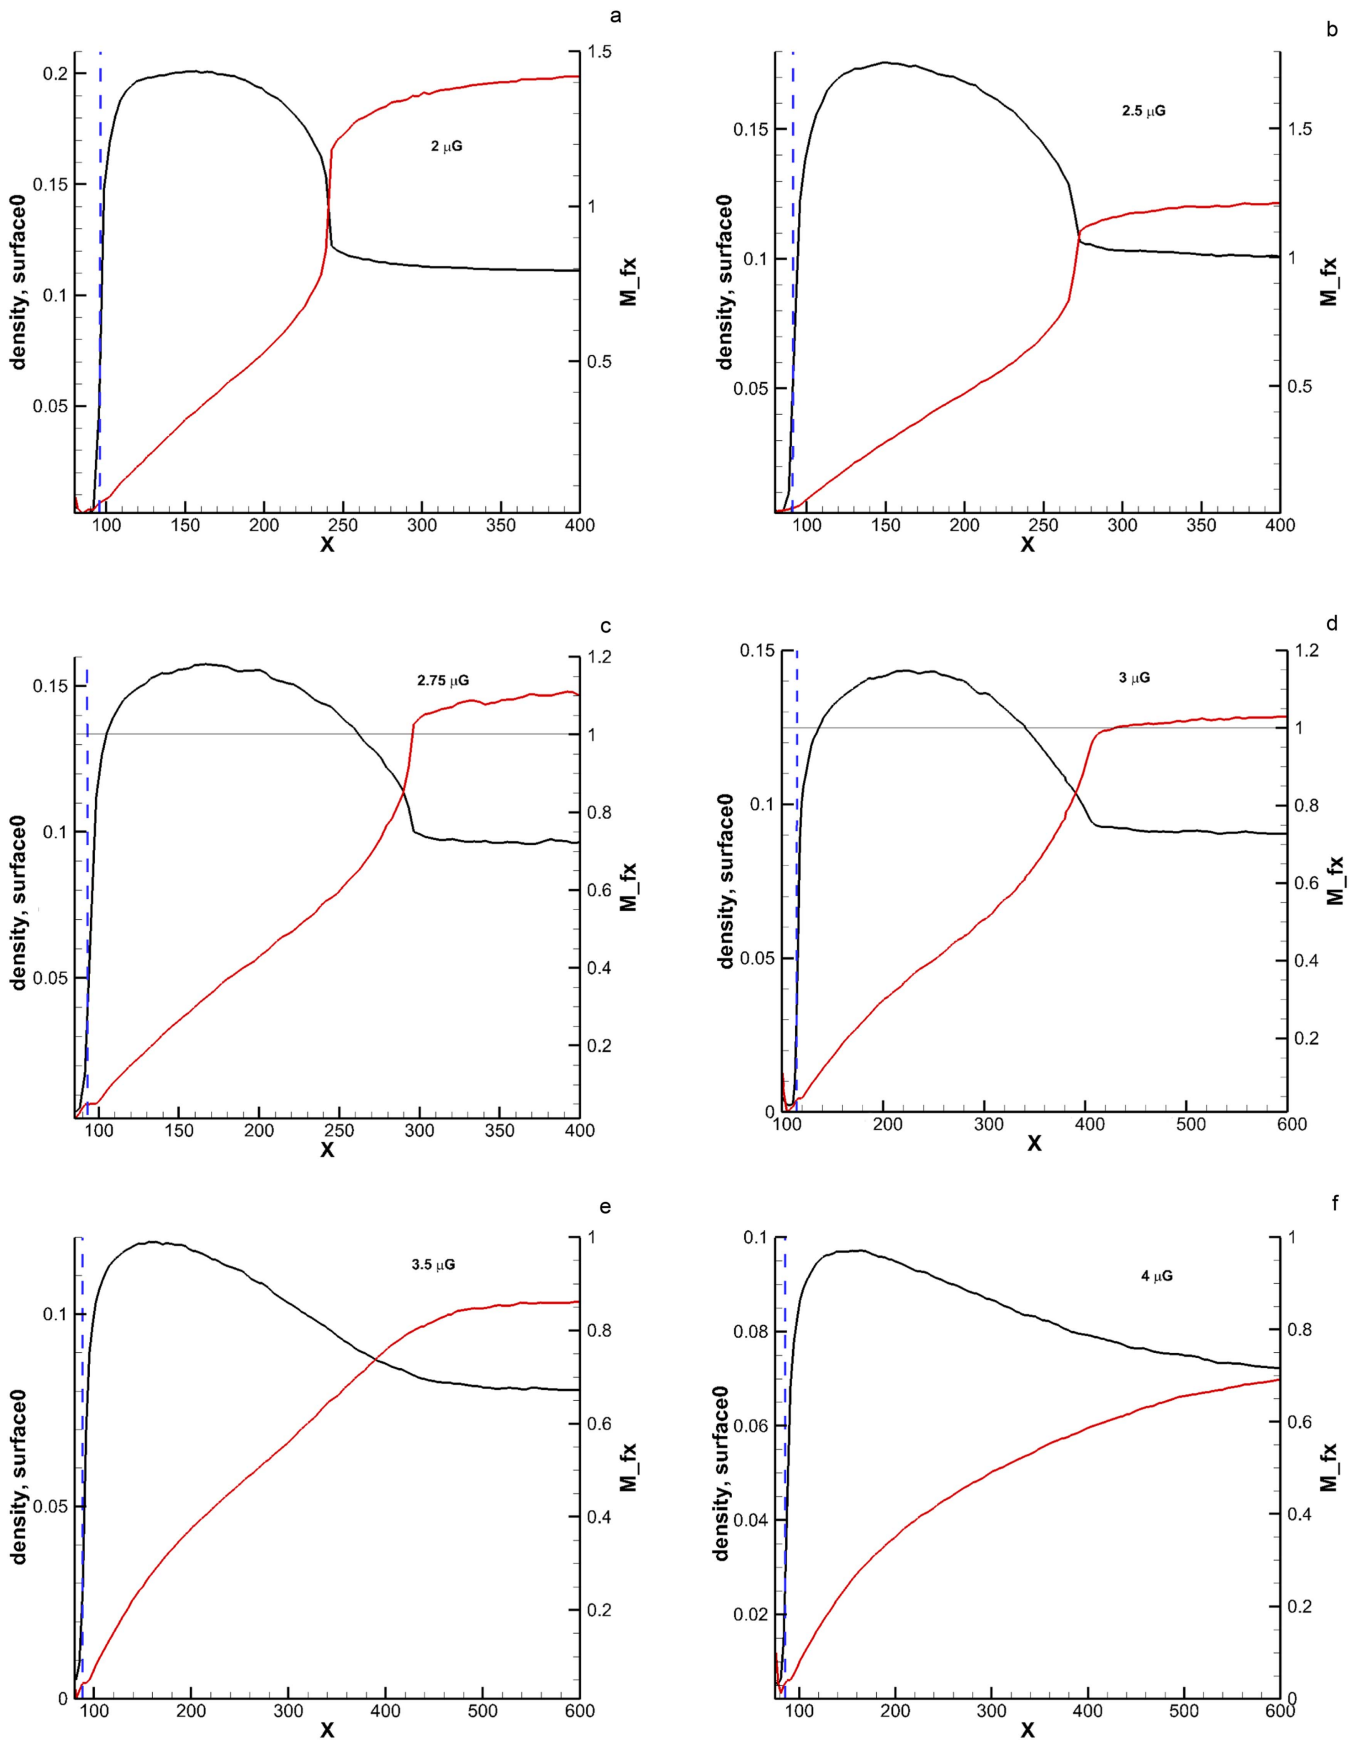 a
0.2
0.15
0.1
0.05
density, surface0
1.5
1
0.5
M_fx
2 μG
100 150 200 250 300 350 400
X
b
0.15
0.1
0.05
density, surface0
1.5
1
0.5
M_fx
2.5 μG
100 150 200 250 300 350 400
X
c
0.15
0.1
0.05
density, surface0
1.2
1
0.8
0.6
0.4
0.2
M_fx
2.75 μG
100 150 200 250 300 350 400
X
d
0.15
0.1
0.05
0
density, surface0
1.2
1
0.8
0.6
0.4
0.2
M_fx
3 μG
100 200 300 400 500 600
X
e
0.1
0.05
0
density, surface0
1
0.8
0.6
0.4
0.2
M_fx
3.5 μG
100 200 300 400 500 600
X
f
0.1
0.08
0.06
0.04
0.02
density, surface0
1
0.8
0.6
0.4
0.2
0
M_fx
4 μG
100 200 300 400 500 600
X